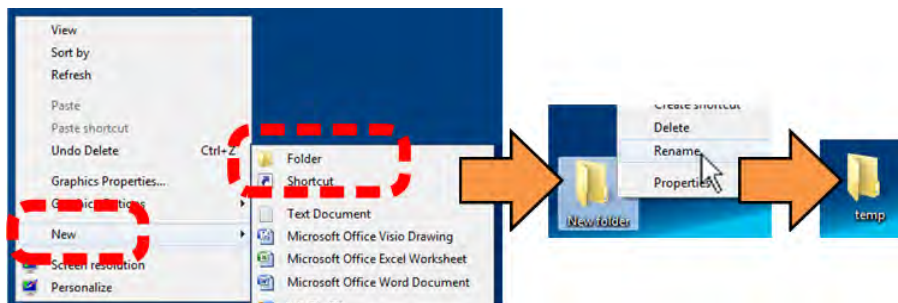 View
Sort by
Refresh
Paste
Paste shortcut
Undo Delete Ctrl+Z
Graphics Properties...
New
Screen resolution
Personalize
Folder
Shortcut
Text Document
Microsoft Office Visio Drawing
Microsoft Office Excel Worksheet
Microsoft Office Word Document
Create shortcut
Delete
Rename
Properties
New folder
temp